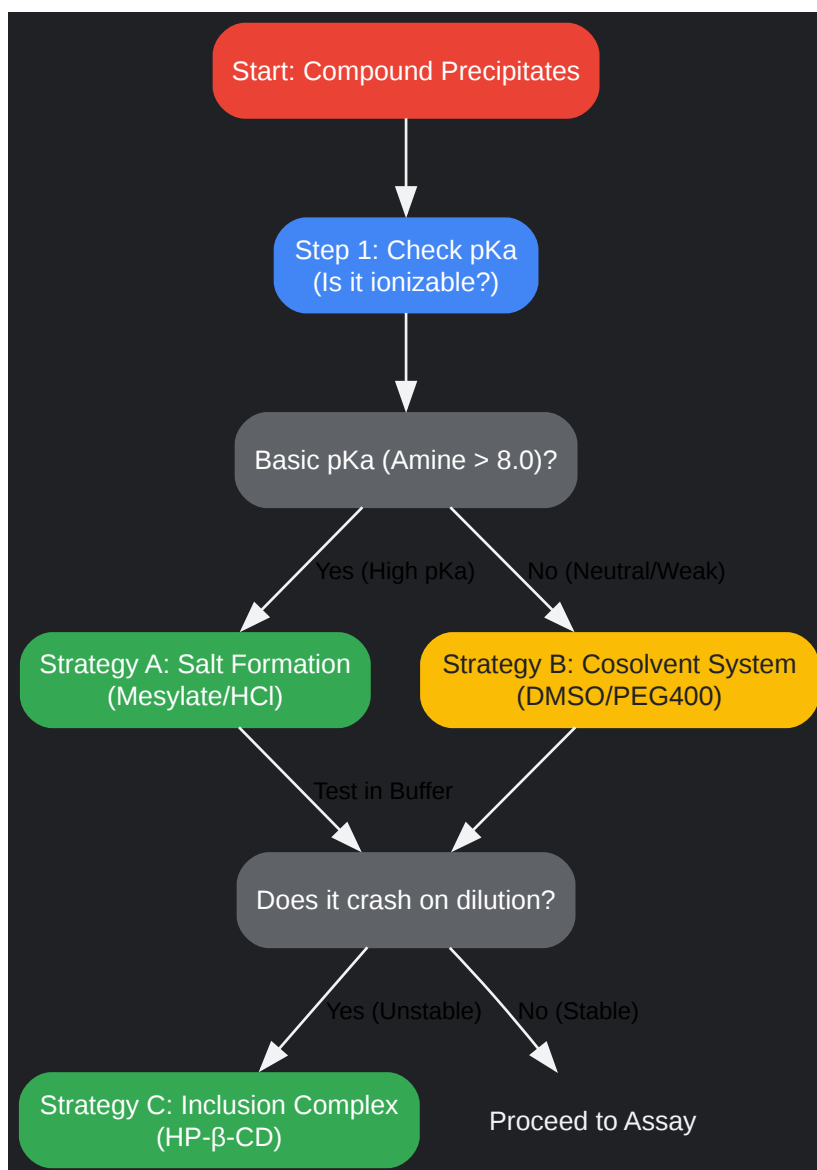 Start: Compound Precipitates
Step 1: Check pKa
(Is it ionizable?)
Basic pKa (Amine > 8.0)?
Yes (High pKa)
No (Neutral/Weak)
Strategy A: Salt Formation
(Mesylate/HCl)
Strategy B: Cosolvent System
(DMSO/PEG400)
Test in Buffer
Does it crash on dilution?
Yes (Unstable)
No (Stable)
Strategy C: Inclusion Complex
(HP-β-CD)
Proceed to Assay